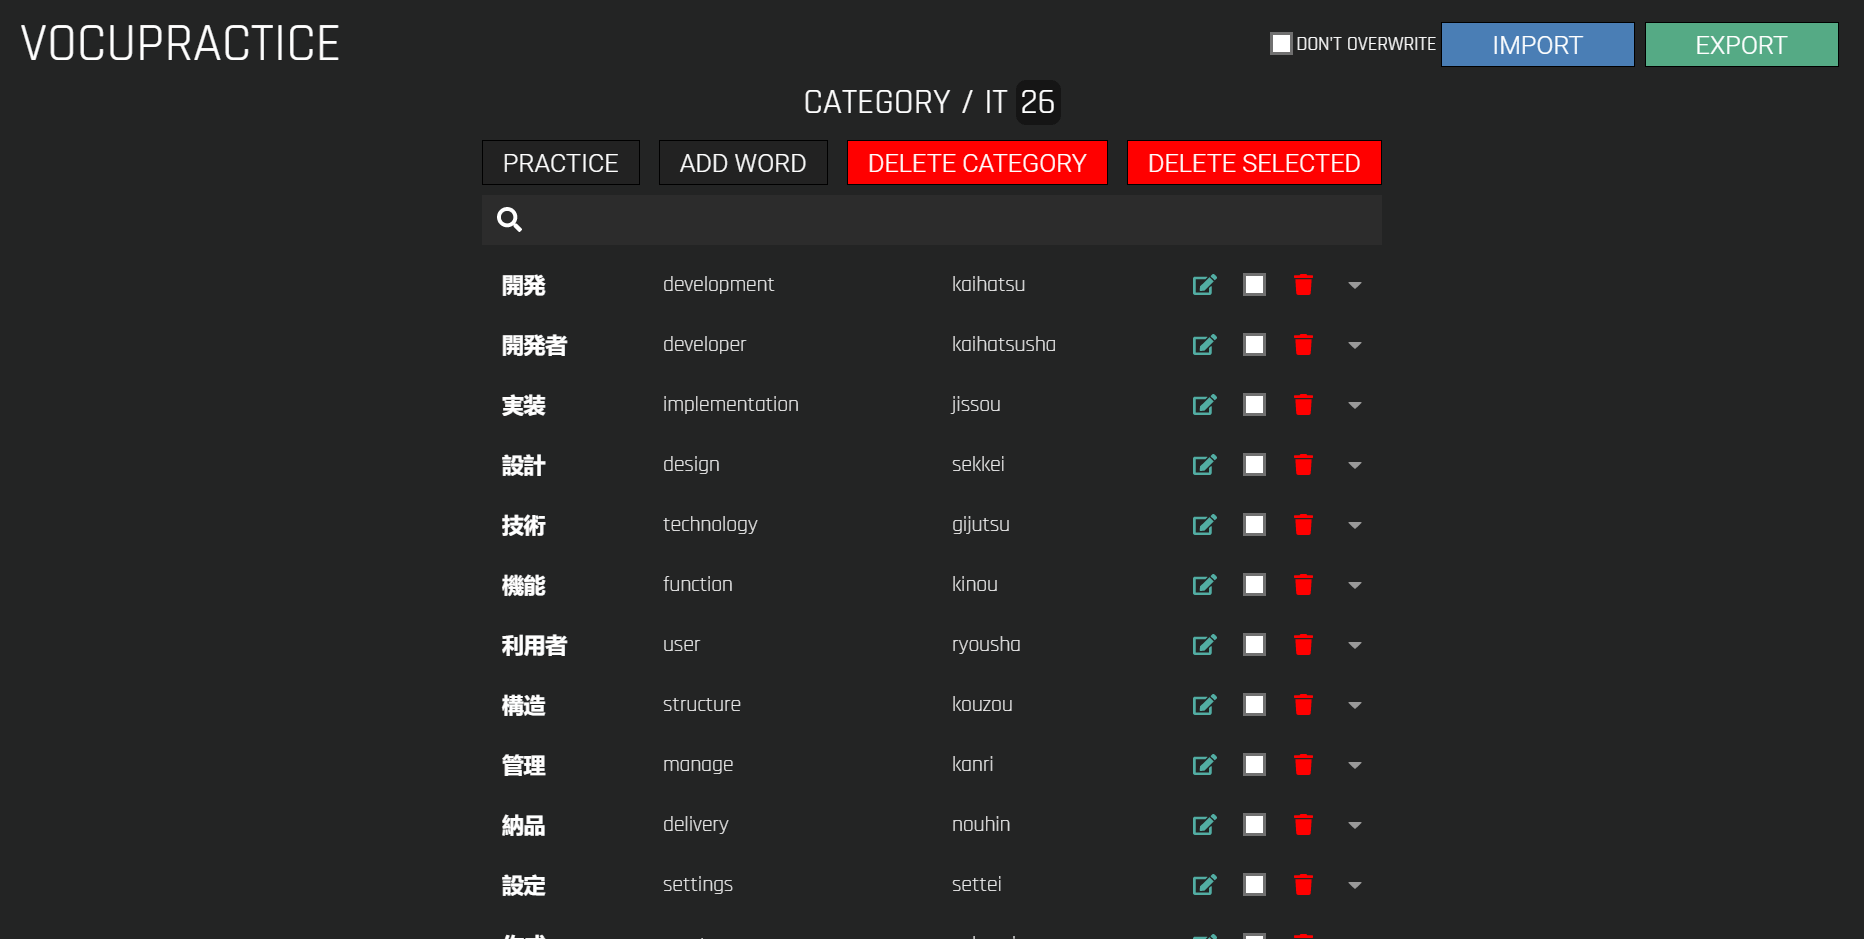 VOCUPRACTICE
DON'T OVERWRITE IMPORT EXPORT
CATEGORY / IT 26
PRACTICE ADD WORD DELETE CATEGORY DELETE SELECTED
開発 development kaihatsu
開発者 developer kaihatsusha
実装 implementation jissou
設計 design sekkei
技術 technology gijutsu
機能 function kinou
利用者 user ryousha
構造 structure kouzou
管理 manage kanri
納品 delivery nouhin
設定 settings settei